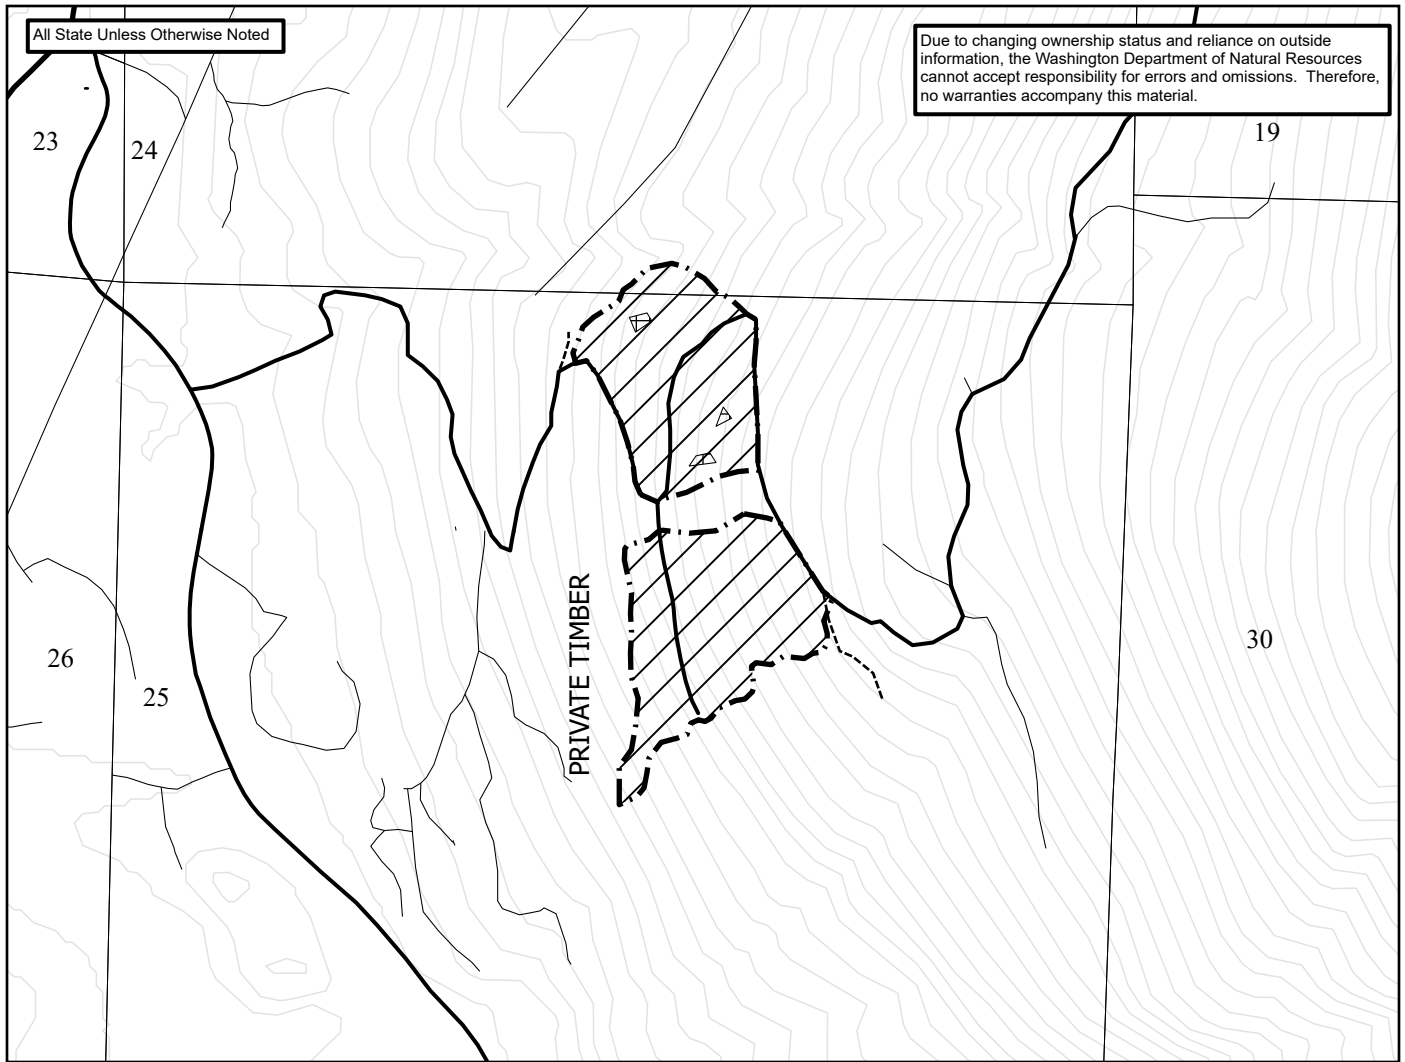 All State Unless Otherwise Noted
Due to changing ownership status and reliance on outside
information, the Washington Department of Natural Resources
cannot accept responsibility for errors and omissions.  Therefore,
no warranties accompany this material.
23
24
19
PRIVATE TIMBER
26
25
30